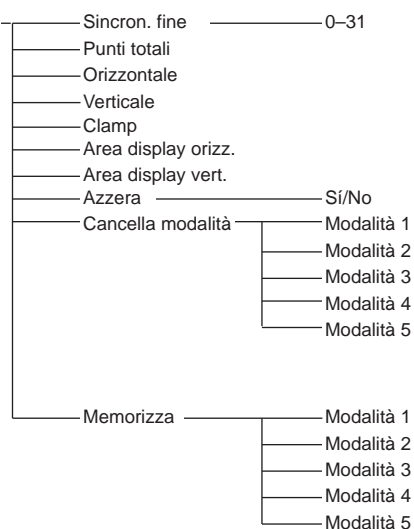 Sincron. fine 0–31
Punti totali
Orizzontale
Verticale
Clamp
Area display orizz.
Area display vert.
Azzera Sí/No
Cancella modalità Modalità 1
Modalità 2
Modalità 3
Modalità 4
Modalità 5
Memorizza Modalità 1
Modalità 2
Modalità 3
Modalità 4
Modalità 5